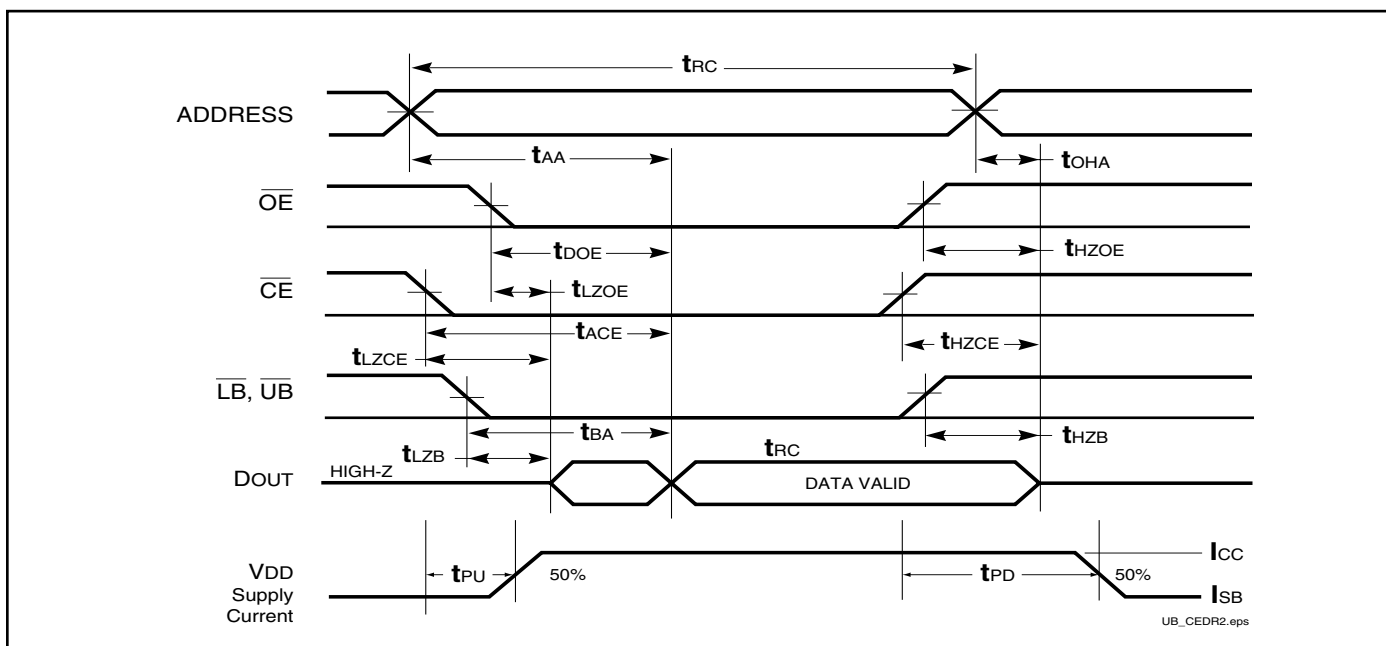 tRC
ADDRESS
tAA
tOHA
OE
tDOE
tHZOE
CE
tLZOE
tACE
tHZCE
tLZCE
LB, UB
tBA
tHZB
tLZB
tRC
DOUT
HIGH-Z
DATA VALID
ICC
VDD
Supply
Current
tPU
50%
tPD
50%
ISB
UB_CEDR2.eps